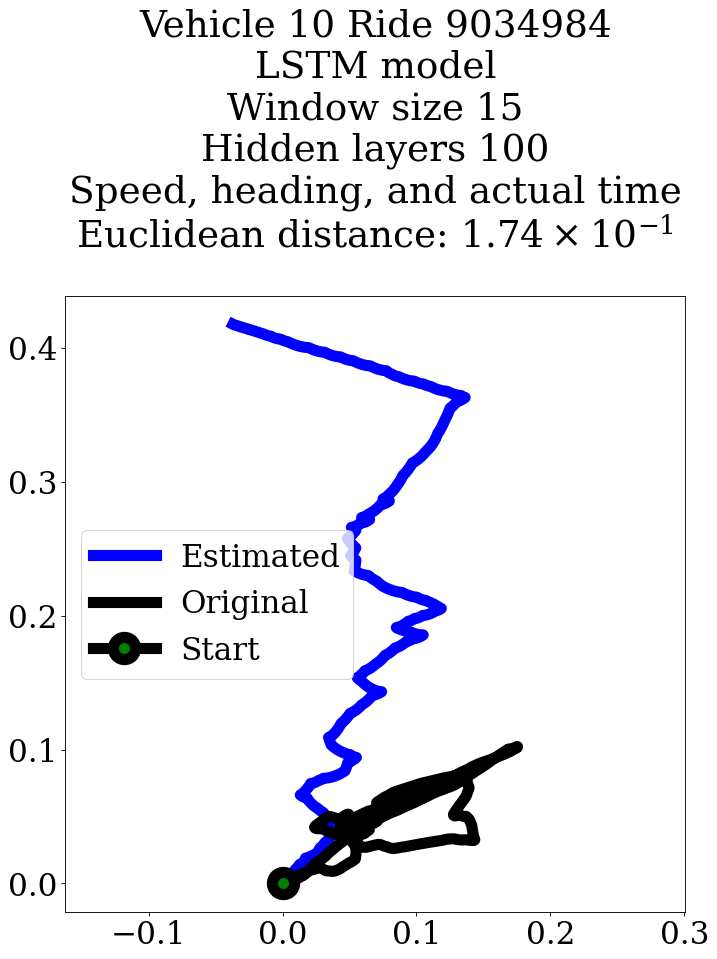 Vehicle 10 Ride 9034984
LSTM model
Window size 15
Hidden layers 100
Speed, heading, and actual time
Euclidean distance: 1.74 × 10⁻¹
0.4
0.3
0.2
0.1
0.0
Estimated
Original
Start
−0.1 0.0 0.1 0.2 0.3